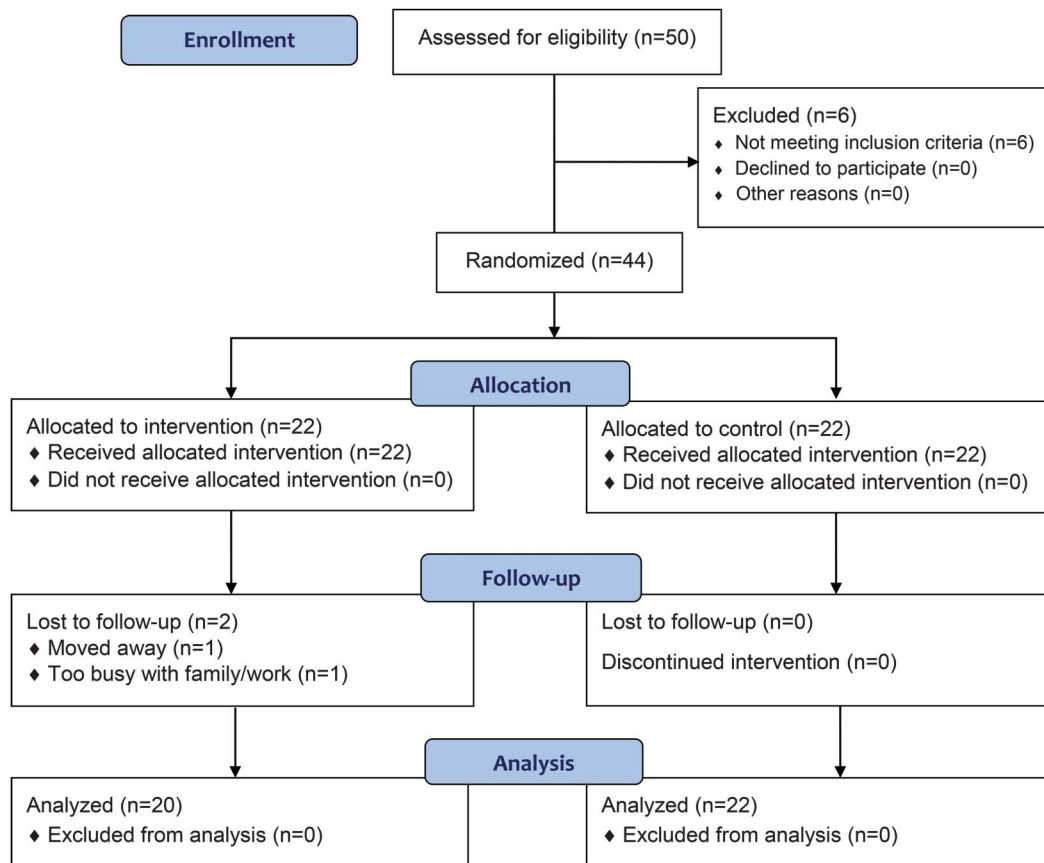 Enrollment
Assessed for eligibility (n=50)
Excluded (n=6)
♦ Not meeting inclusion criteria (n=6)
♦ Declined to participate (n=0)
♦ Other reasons (n=0)
Randomized (n=44)
Allocation
Allocated to intervention (n=22)
♦ Received allocated intervention (n=22)
♦ Did not receive allocated intervention (n=0)
Allocated to control (n=22)
♦ Received allocated intervention (n=22)
♦ Did not receive allocated intervention (n=0)
Follow-up
Lost to follow-up (n=2)
♦ Moved away (n=1)
♦ Too busy with family/work (n=1)
Lost to follow-up (n=0)
Discontinued intervention (n=0)
Analysis
Analyzed (n=20)
♦ Excluded from analysis (n=0)
Analyzed (n=22)
♦ Excluded from analysis (n=0)